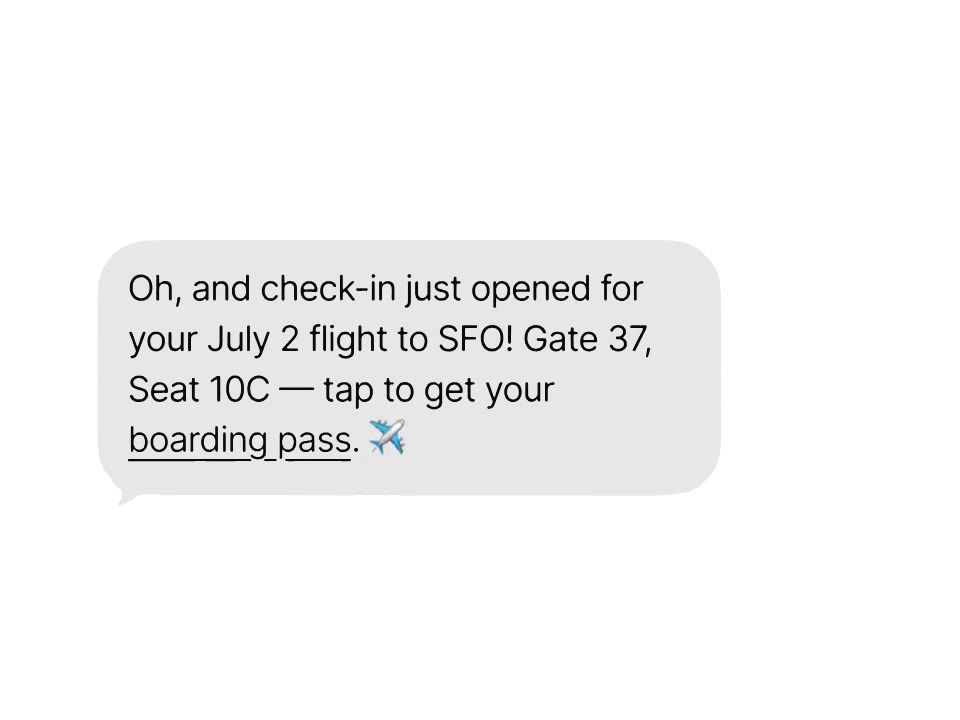 Oh, and check-in just opened for
your July 2 flight to SFO! Gate 37,
Seat 10C — tap to get your
boarding pass. ✈️